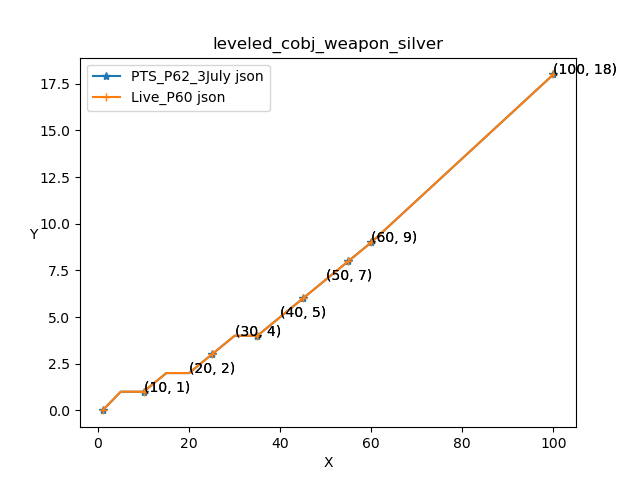 leveled_cobj_weapon_silver
PTS_P62_3July json
Live_P60 json
(100, 18)
(60, 9)
(50, 7)
(40, 5)
(30, 4)
(20, 2)
(10, 1)
Y
17.5
15.0
12.5
10.0
7.5
5.0
2.5
0.0
0 20 40 60 80 100
X